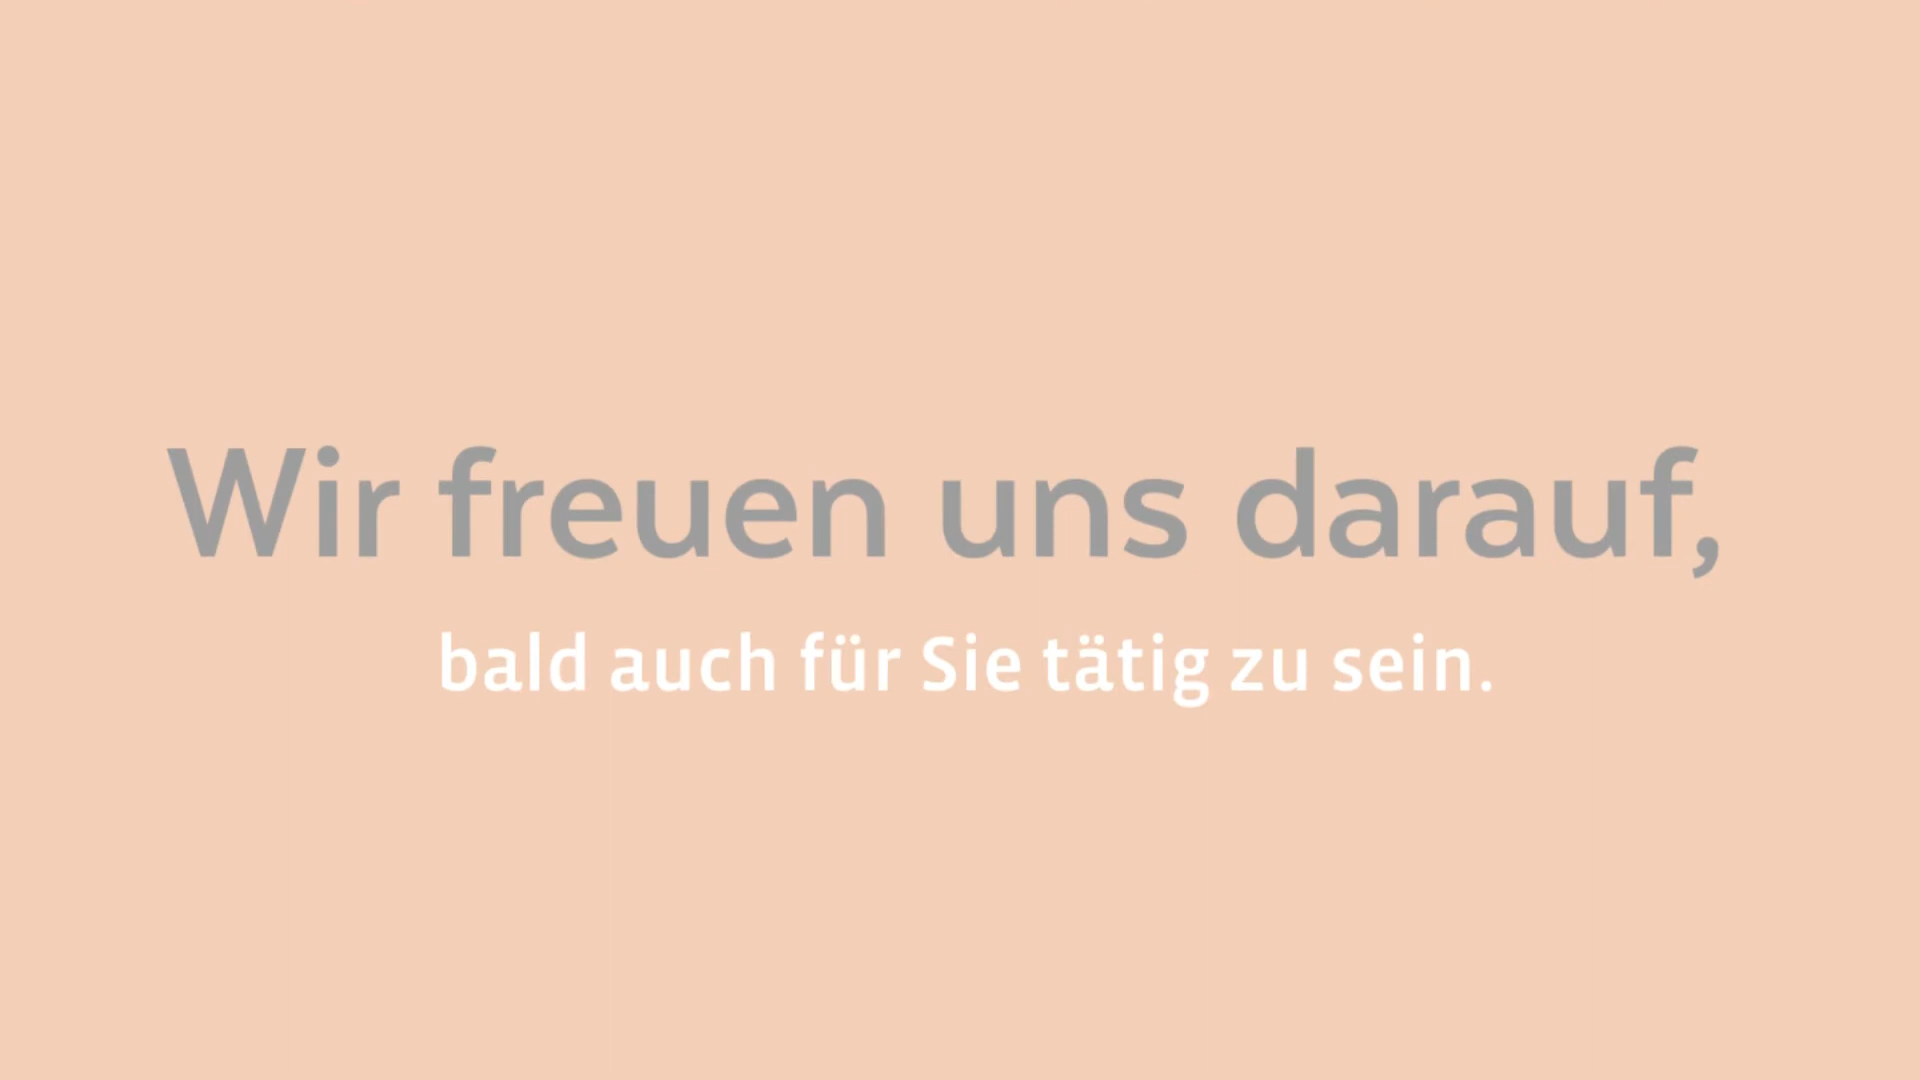 Wir freuen uns darauf,
bald auch für Sie tätig zu sein.